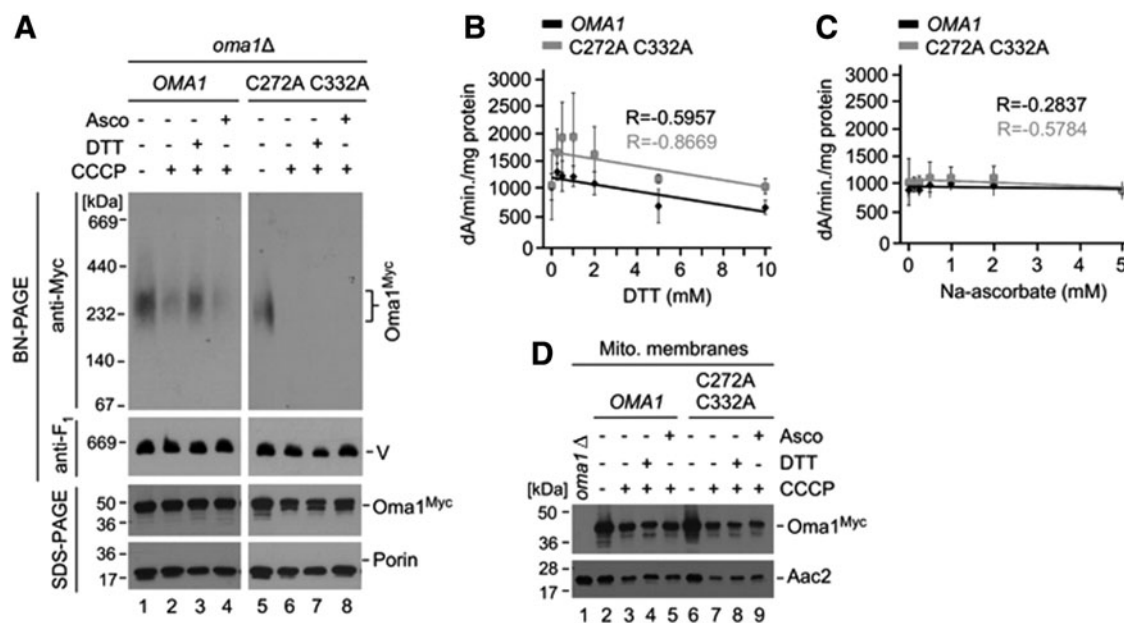 A
oma1Δ
OMA1 C272A C332A
Asco - - - + - - - +
DTT - - + - - - + -
CCCP - + + + - + + +
[kDa]
669
440
232
140
67
BN-PAGE
anti-Myc
Oma1Myc
anti-F1
669
V
SDS-PAGE
50
36
Oma1Myc
36
17
Porin
1 2 3 4 5 6 7 8
B
OMA1
C272A C332A
dA/min./mg protein
3000
2500
2000
1500
1000
500
0
R=-0.5957
R=-0.8669
0 2 4 6 8 10
DTT (mM)
C
OMA1
C272A C332A
dA/min./mg protein
3000
2500
2000
1500
1000
500
0
R=-0.2837
R=-0.5784
0 1 2 3 4 5
Na-ascorbate (mM)
D
Mito. membranes
C272A
OMA1 C332A
oma1 Δ
- - - + - - - + Asco
- - + - - - + - DTT
- + + + - + + + CCCP
[kDa]
50
36
Oma1Myc
28
17
Aac2
1 2 3 4 5 6 7 8 9